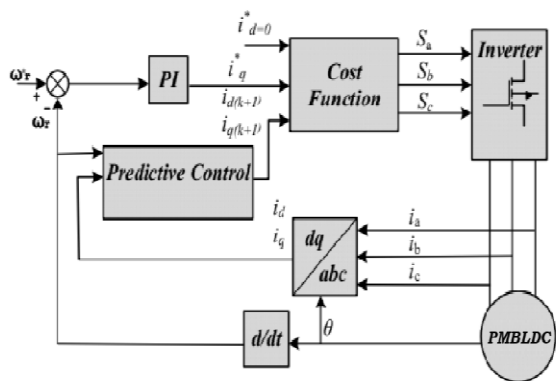 i*d=0
Sa
Inverter
ω*r
+
-
ωr
PI
i*q
id(k+1)
iq(k+1)
Cost
Function
Sb
Sc
Predictive Control
id
iq
dq
abc
ia
ib
ic
θ
d/dt
PMBLDC